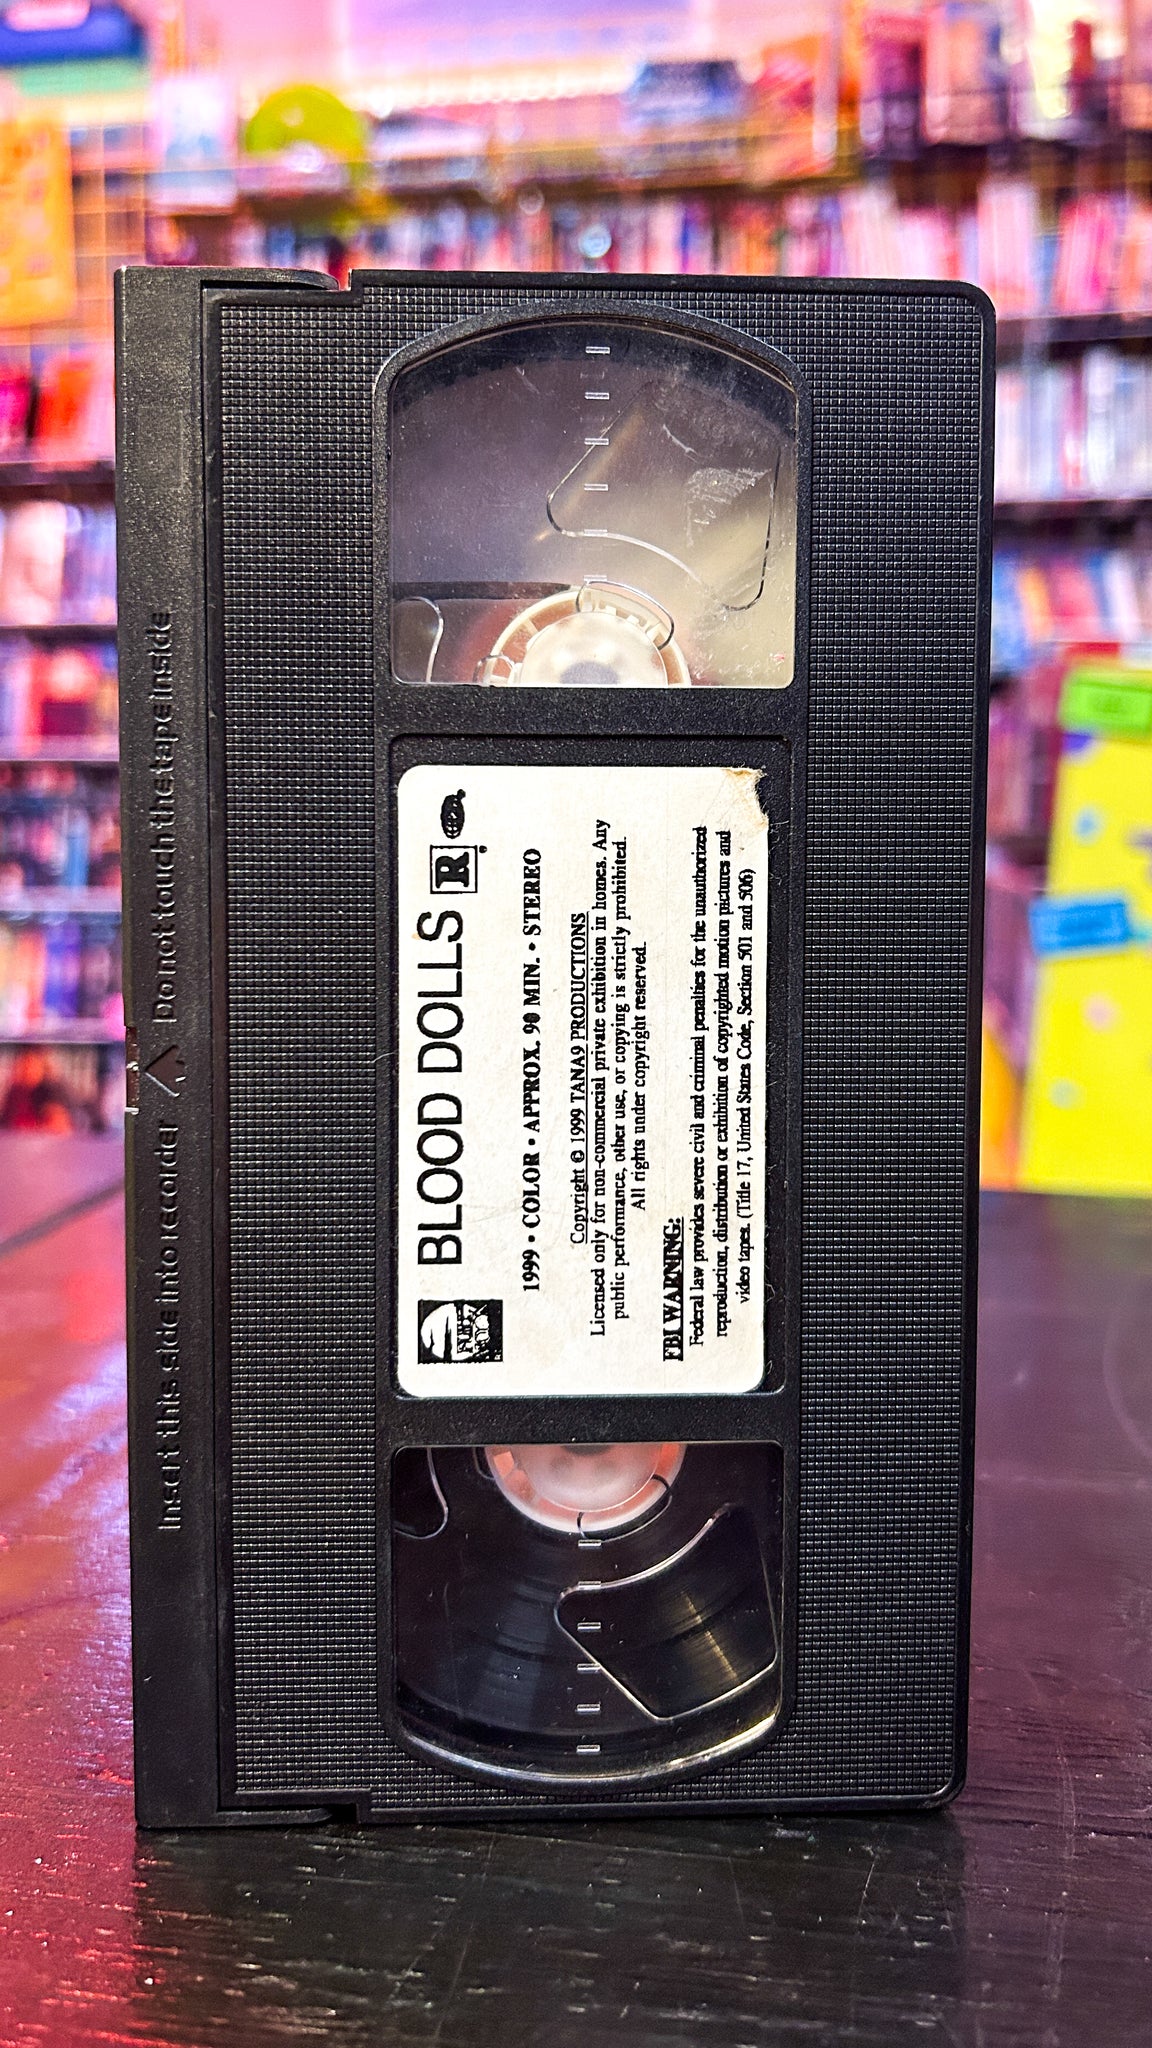 Insert this side into recorder
Do not touch the tape inside
BLOOD DOLLS R
1999 • COLOR • APPROX. 90 MIN. • STEREO
Copyright © 1999 TANA9 PRODUCTIONS
Licensed only for non-commercial private exhibition in homes. Any
public performance, other use, or copying is strictly prohibited.
All rights under copyright reserved.
FBI WARNING:
Federal law provides severe civil and criminal penalties for the unauthorized
reproduction, distribution or exhibition of copyrighted motion pictures and
video tapes. (Title 17, United States Code, Section 501 and 506)